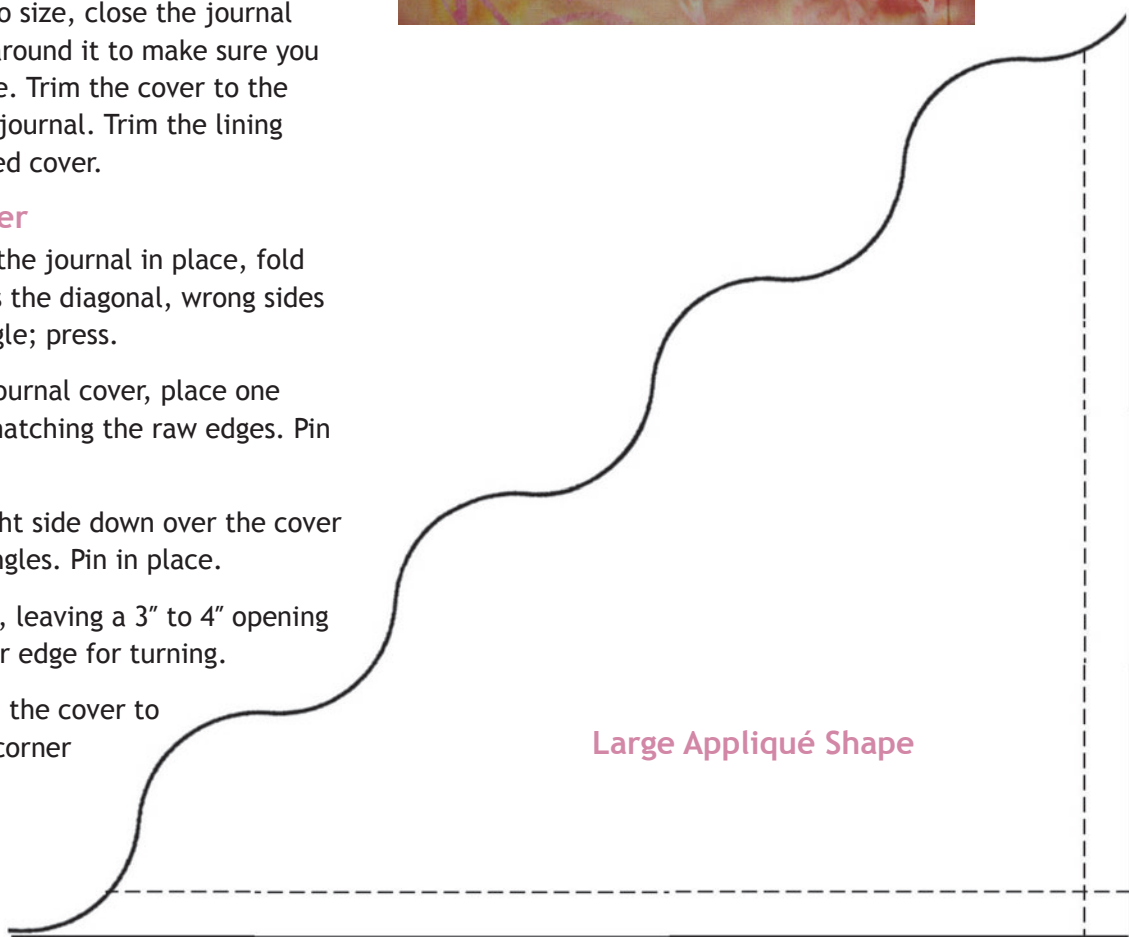 o size, close the journal
around it to make sure you
e. Trim the cover to the
journal. Trim the lining
ed cover.
er
the journal in place, fold
s the diagonal, wrong sides
gle; press.
ournal cover, place one
natching the raw edges. Pin
ht side down over the cover
ngles. Pin in place.
, leaving a 3″ to 4″ opening
r edge for turning.
the cover to
corner
Large Appliqué Shape